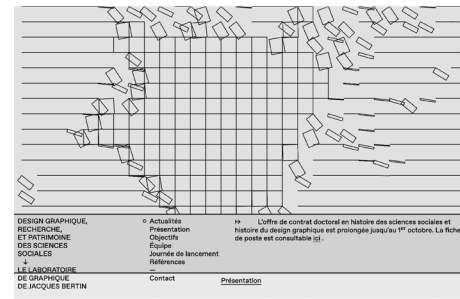 DESIGN GRAPHIQUE,
RECHERCHE,
ET PATRIMOINE
DES SCIENCES
SOCIALES
↓
LE LABORATOIRE
DE GRAPHIQUE
DE JACQUES BERTIN
○ Actualités
Présentation
Objectifs
Équipe
Journée de lancement
Références
—
Contact
↦ L'offre de contrat doctoral en histoire des sciences sociales et
histoire du design graphique est prolongée jusqu'au 1er octobre. La fiche
de poste est consultable ici.
Présentation